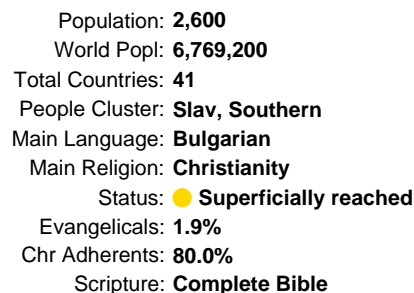 Population: 2,600
World Popl: 6,769,200
Total Countries: 41
People Cluster: Slav, Southern
Main Language: Bulgarian
Main Religion: Christianity
Status: Superficially reached
Evangelicals: 1.9%
Chr Adherents: 80.0%
Scripture: Complete Bible